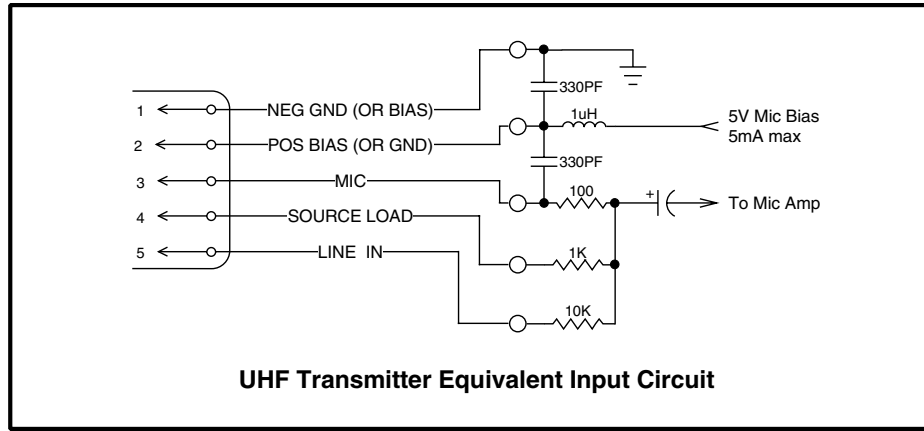 330PF
1 NEG GND (OR BIAS)
1uH
5V Mic Bias
5mA max
2 POS BIAS (OR GND)
330PF
3 MIC
100
+
To Mic Amp
4 SOURCE LOAD
1K
5 LINE IN
10K
UHF Transmitter Equivalent Input Circuit